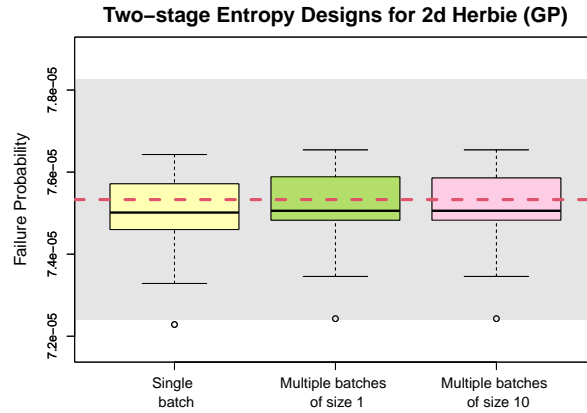 Two−stage Entropy Designs for 2d Herbie (GP)
Failure Probability
7.8e−05
7.6e−05
7.4e−05
7.2e−05
Single
batch
Multiple batches
of size 1
Multiple batches
of size 10